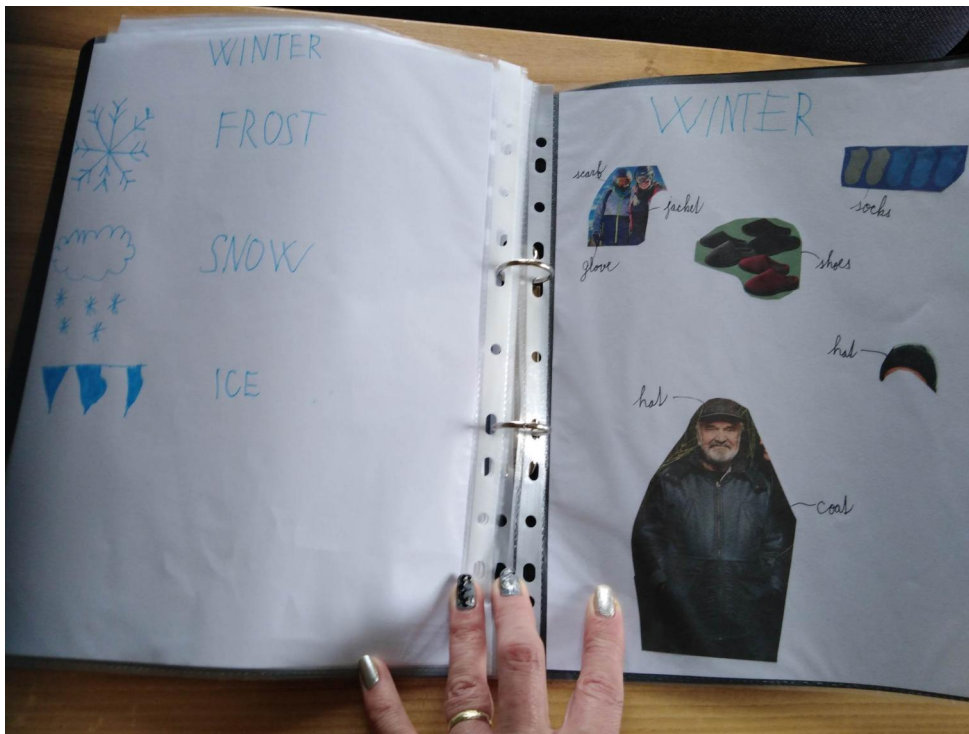 WINTER
FROST
SNOW
ICE
WINTER
scarf
jacket
glove
socks
shoes
hat
hat
coat